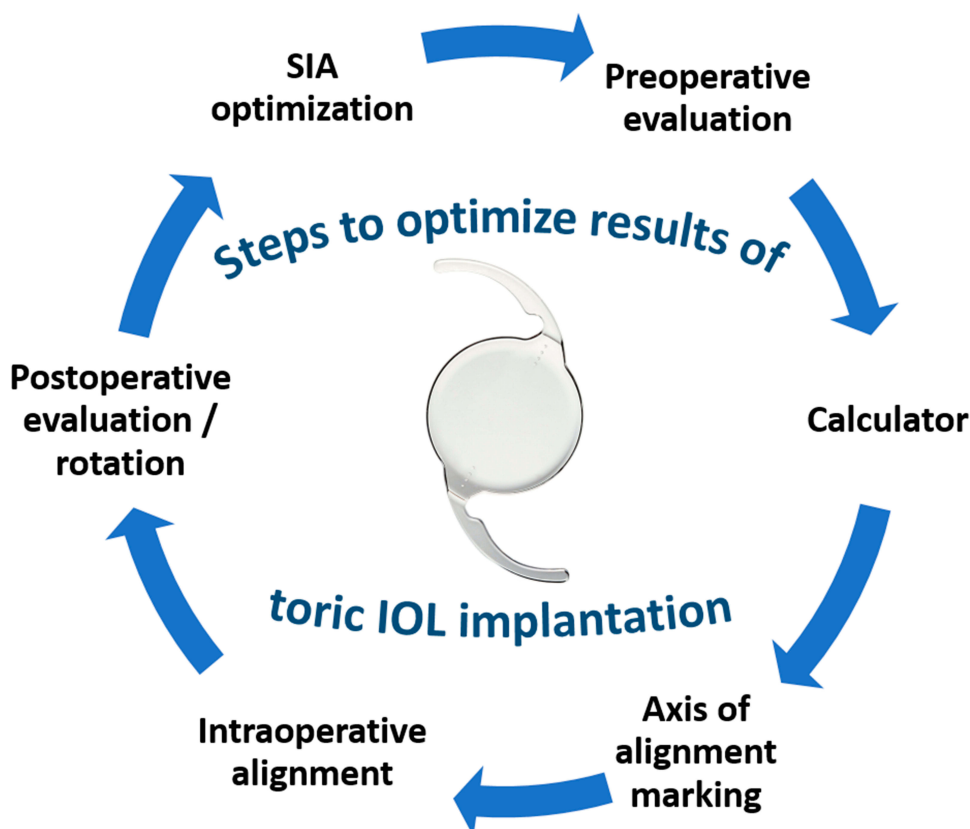 SIA
optimization
Preoperative
evaluation
Steps to optimize results of
Postoperative
evaluation /
rotation
Calculator
toric IOL implantation
Intraoperative
alignment
Axis of
alignment
marking